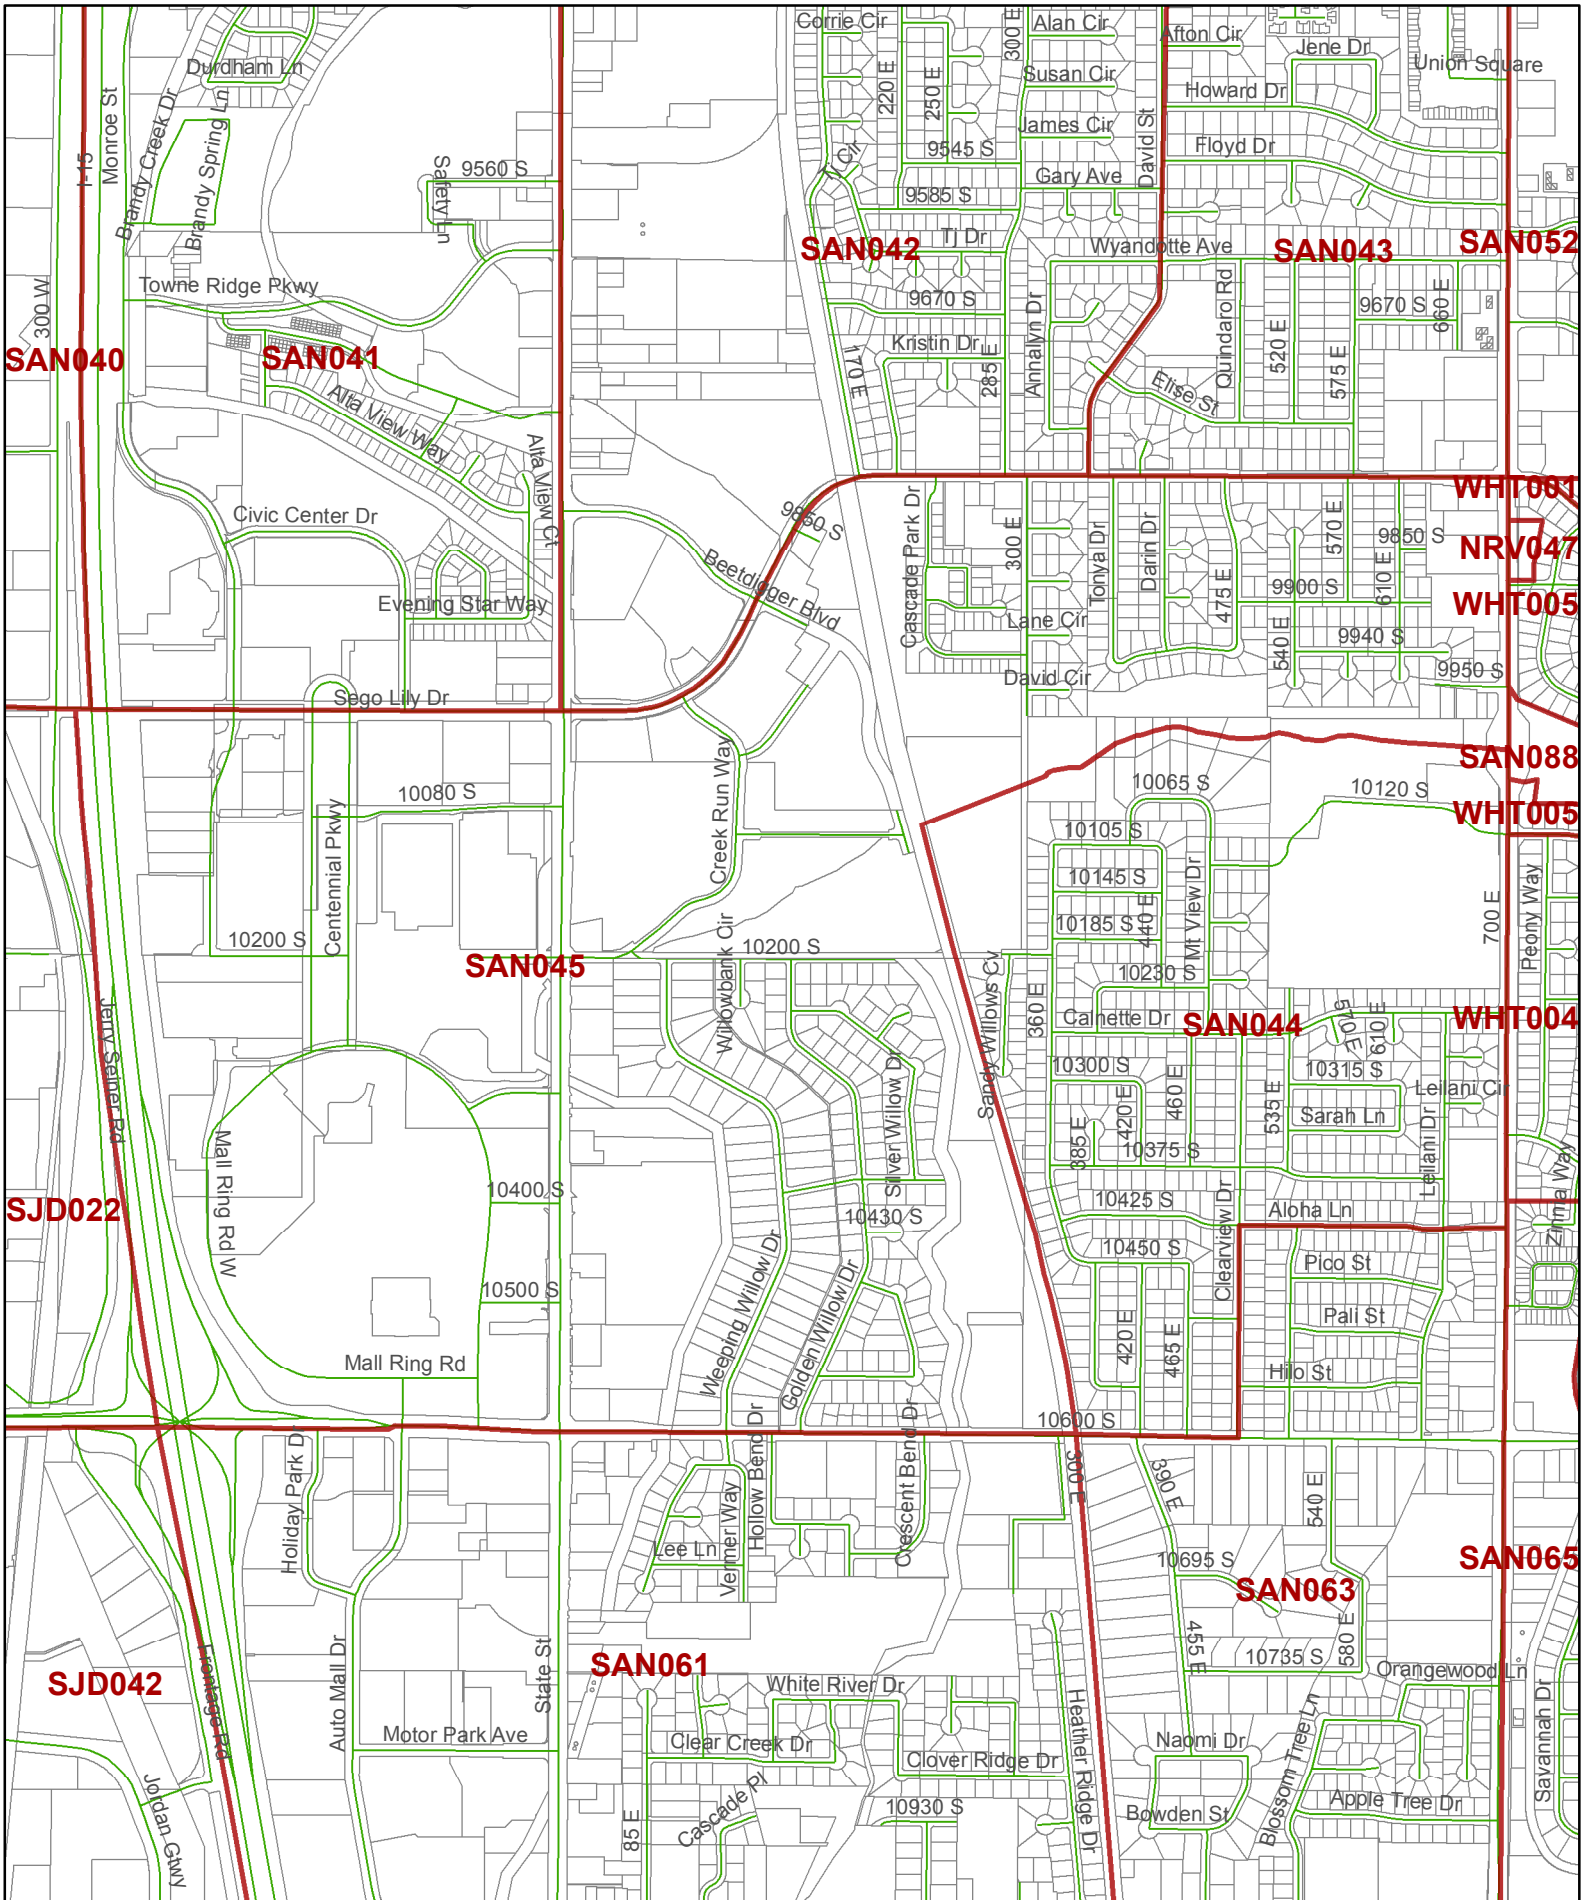 Corrie Cir
300 E
Alan Cir
Afton Cir
Jene Dr
Union Square
Durdham Ln
220 E
250 E
Susan Cir
Howard Dr
I-15
Monroe St
Brandy Creek Dr
Brandy Spring Ln
James Cir
David St
Floyd Dr
9545 S
Tj Cir
Safety Ln
9560 S
Gary Ave
9585 S
Tj Dr
Wyandotte Ave
SAN042
SAN043
SAN052
300 W
Towne Ridge Pkwy
9670 S
Annalyn Dr
Quindaro Rd
9670 S
660 E
SAN040
SAN041
170 E
Kristin Dr
285 E
Elise St
520 E
575 E
Alta View Way
Alta View Ct
WHT001
Civic Center Dr
9850 S
Cascade Park Dr
300 E
Tonya Dr
Darin Dr
475 E
570 E
9850 S
610 E
NRV047
Beetdigger Blvd
9900 S
Evening Star Way
WHT005
Lane Cir
540 E
9940 S
David Cir
9950 S
Sego Lily Dr
SAN088
Creek Run Way
10065 S
10080 S
10120 S
WHT005
Centennial Pkwy
10105 S
10145 S
Mt View Dr
440 E
10185 S
700 E
Peony Way
10200 S
Willowbank Cir
10200 S
SAN045
10230 S
Sandy Willows Cv
360 E
Calnette Dr
SAN044
570 E
610 E
WHT004
Jerry Seiner Rd
Silver Willow Dr
10300 S
460 E
10315 S
Leilani Cir
420 E
535 E
Sarah Ln
385 E
10375 S
Leilani Dr
Mall Ring Rd W
10400 S
Zinnia Way
SJD022
10430 S
10425 S
Clearview Dr
Aloha Ln
10450 S
Pico St
Weeping Willow Dr
Golden Willow Dr
10500 S
Pali St
420 E
465 E
Mall Ring Rd
Hilo St
10600 S
Holiday Park Dr
Hollow Bend Dr
Crescent Bend Dr
300 E
390 E
540 E
Vermer Way
Lee Ln
10695 S
SAN065
SAN063
455 E
580 E
SAN061
10735 S
Orangewood Ln
SJD042
Frontage Rd
Auto Mall Dr
State St
White River Dr
Heather Ridge Dr
Motor Park Ave
Clear Creek Dr
Clover Ridge Dr
Naomi Dr
Blossom Tree Ln
Savannah Dr
Jordan Gtwy
Cascade Pl
85 E
10930 S
Bowden St
Apple Tree Dr